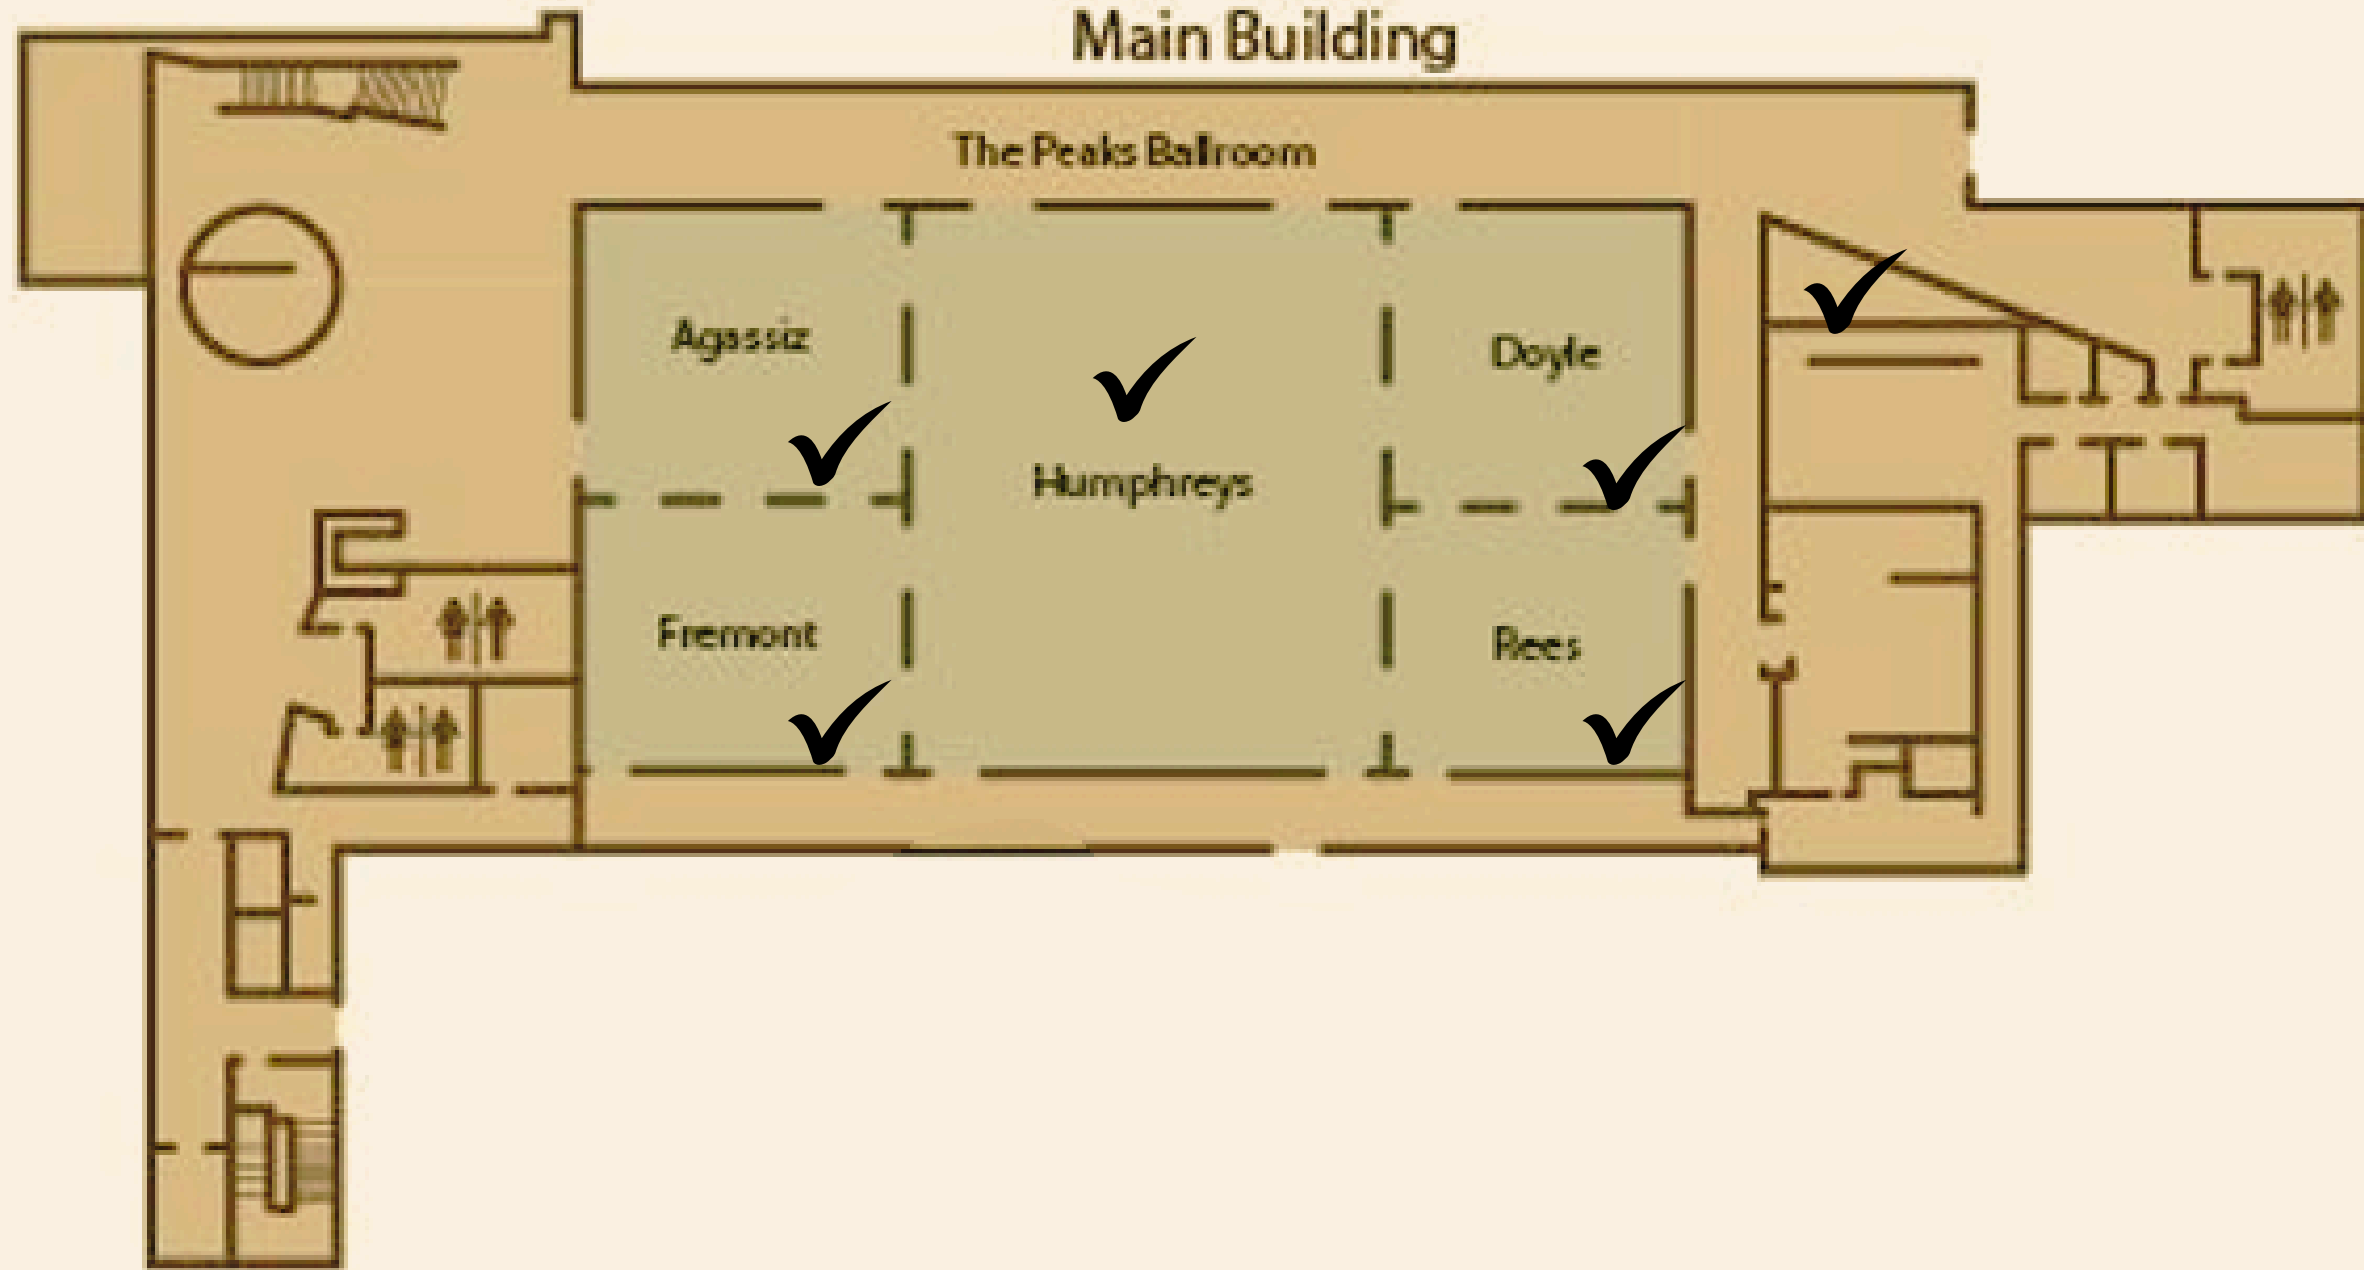 Main Building
The Peaks Ballroom
Agassiz
Doyle
Humphreys
Fremont
Rees